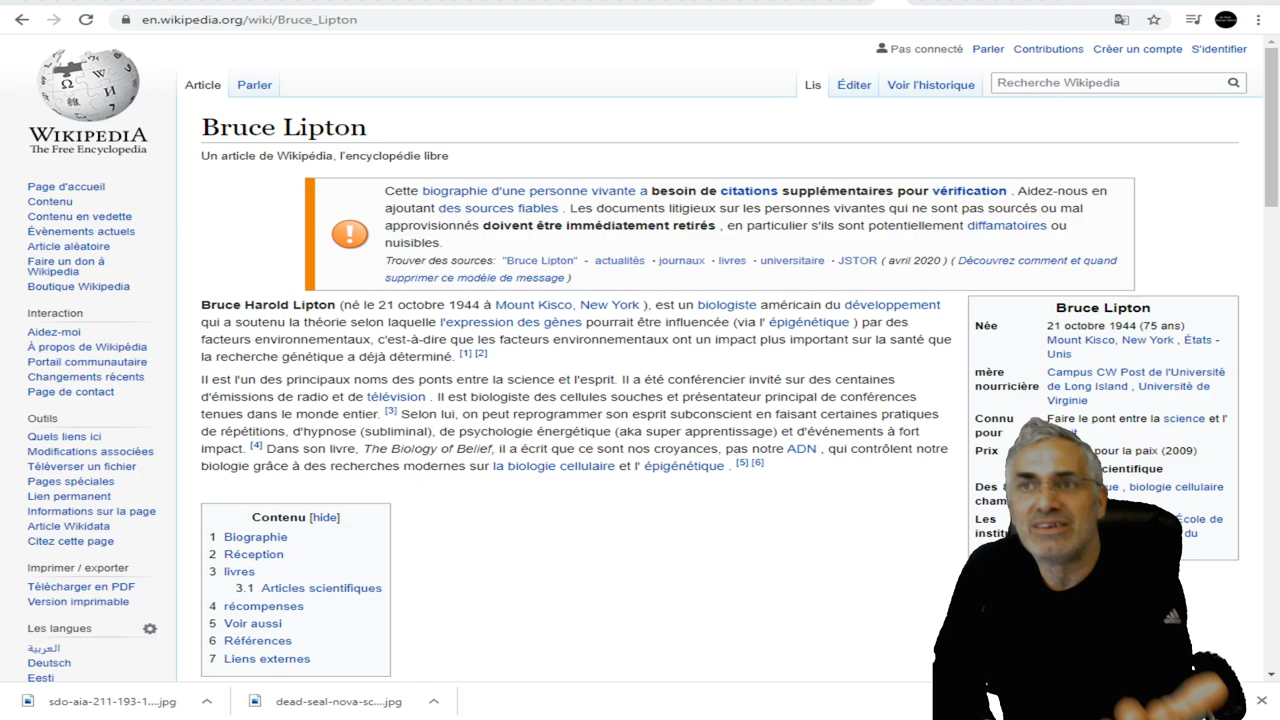 en.wikipedia.org/wiki/Bruce_Lipton
Pas connecté Parler Contributions Créer un compte S'identifier
Article Parler Lis Éditer Voir l'historique Recherche Wikipedia
WIKIPEDIA
The Free Encyclopedia
Page d'accueil
Contenu
Contenu en vedette
Évènements actuels
Article aléatoire
Faire un don à
Wikipedia
Boutique Wikipedia
Interaction
Aidez-moi
À propos de Wikipédia
Portail communautaire
Changements récents
Page de contact
Outils
Quels liens ici
Modifications associées
Téléverser un fichier
Pages spéciales
Lien permanent
Informations sur la page
Article Wikidata
Citez cette page
Imprimer / exporter
Télécharger en PDF
Version imprimable
Les langues
العربية
Deutsch
Eesti
Bruce Lipton
Un article de Wikipédia, l'encyclopédie libre
Cette biographie d'une personne vivante a besoin de citations supplémentaires pour vérification . Aidez-nous en
ajoutant des sources fiables . Les documents litigieux sur les personnes vivantes qui ne sont pas sourcés ou mal
approvisionnés doivent être immédiatement retirés , en particulier s'ils sont potentiellement diffamatoires ou
nuisibles.
Trouver des sources: "Bruce Lipton" - actualités · journaux · livres · universitaire · JSTOR ( avril 2020 ) ( Découvrez comment et quand
supprimer ce modèle de message )
Bruce Harold Lipton (né le 21 octobre 1944 à Mount Kisco, New York ), est un biologiste américain du développement
qui a soutenu la théorie selon laquelle l'expression des gènes pourrait être influencée (via l' épigénétique ) par des
facteurs environnementaux, c'est-à-dire que les facteurs environnementaux ont un impact plus important sur la santé que
la recherche génétique a déjà déterminé. [1] [2]
Il est l'un des principaux noms des ponts entre la science et l'esprit. Il a été conférencier invité sur des centaines
d'émissions de radio et de télévision . Il est biologiste des cellules souches et présentateur principal de conférences
tenues dans le monde entier. [3] Selon lui, on peut reprogrammer son esprit subconscient en faisant certaines pratiques
de répétitions, d'hypnose (subliminal), de psychologie énergétique (aka super apprentissage) et d'événements à fort
impact. [4] Dans son livre, The Biology of Belief, il a écrit que ce sont nos croyances, pas notre ADN , qui contrôlent notre
biologie grâce à des recherches modernes sur la biologie cellulaire et l' épigénétique . [5] [6]
Contenu [hide]
1 Biographie
2 Réception
3 livres
3.1 Articles scientifiques
4 récompenses
5 Voir aussi
6 Références
7 Liens externes
Bruce Lipton
Née 21 octobre 1944 (75 ans)
Mount Kisco, New York , États -
Unis
mère Campus CW Post de l'Université
nourricière de Long Island , Université de
Virginie
Connu Faire le pont entre la science et l'
pour
Prix pour la paix (2009)
scientifique
Des , biologie cellulaire
Les École de
du
sdo-aia-211-193-1....jpg dead-seal-nova-sc....jpg